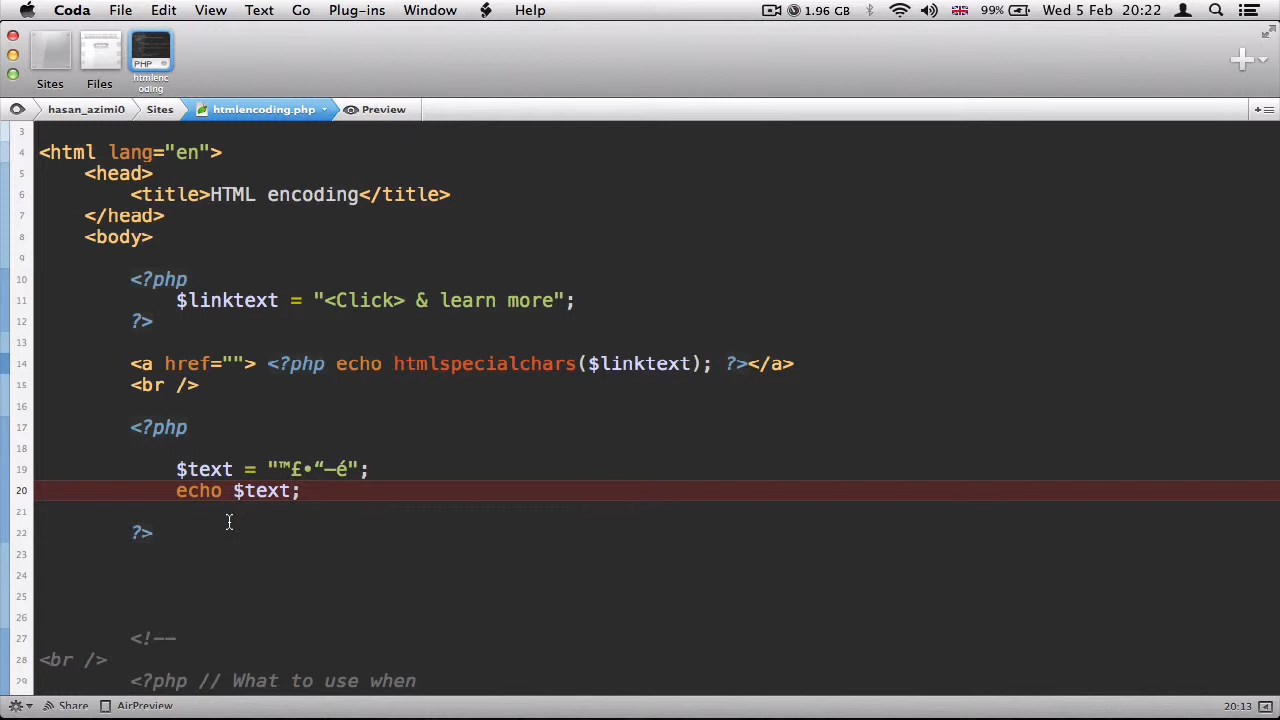 Coda File Edit View Text Go Plug-ins Window Help 1.96 GB 99% Wed 5 Feb 20:22
PHP
Sites Files htmlenc
oding
hasan_azimi0 Sites htmlencoding.php Preview
3
4 <html lang="en">
5 <head>
6 <title>HTML encoding</title>
7 </head>
8 <body>
9
10 <?php
11 $linktext = "<Click> & learn more";
12 ?>
13
14 <a href=""> <?php echo htmlspecialchars($linktext); ?></a>
15 <br />
16
17 <?php
18
19 $text = "™£•“—é";
20 echo $text;
21
22 ?>
23
24
25
26
27 <!--
28 <br />
29 <?php // What to use when
Share AirPreview 20:13